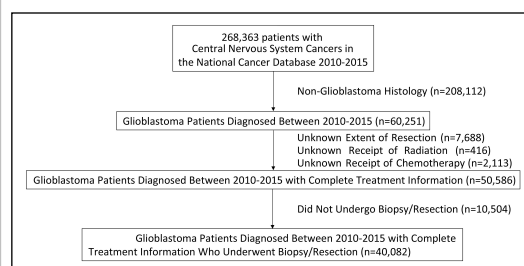 268,363 patients with
Central Nervous System Cancers in
the National Cancer Database 2010-2015
Non-Glioblastoma Histology (n=208,112)
Glioblastoma Patients Diagnosed Between 2010-2015 (n=60,251)
Unknown Extent of Resection (n=7,688)
Unknown Receipt of Radiation (n=416)
Unknown Receipt of Chemotherapy (n=2,113)
Glioblastoma Patients Diagnosed Between 2010-2015 with Complete Treatment Information (n=50,586)
Did Not Undergo Biopsy/Resection (n=10,504)
Glioblastoma Patients Diagnosed Between 2010-2015 with Complete
Treatment Information Who Underwent Biopsy/Resection (n=40,082)